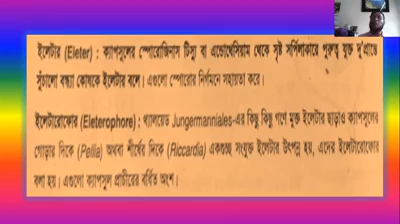 ইলেটার (Eleter) : ক্যাপসুলের স্পোরোজিনাস টিস্যু বা এন্ডোথেসিয়াম থেকে সৃষ্ট সর্পিলাকারে পুরুত্ব যুক্ত দু'প্রান্তে
সুঁচালো বন্ধ্যা কোষকে ইলেটার বলে। এগুলো স্পোরের নির্গমনে সহায়তা করে।
ইলেটারোফোর (Eleterophore) : থ্যালয়েড Jungermanniales-এর কিছু কিছু গণে মুক্ত ইলেটার ছাড়াও ক্যাপসুলের
গোড়ার দিকে (Pellia) অথবা শীর্ষের দিকে (Riccardia) একগুচ্ছ সংযুক্ত ইলেটার উৎপন্ন হয়, এদের ইলেটারোফোর
বলা হয়। এগুলো ক্যাপসুল প্রাচীরের বর্ধিত অংশ।